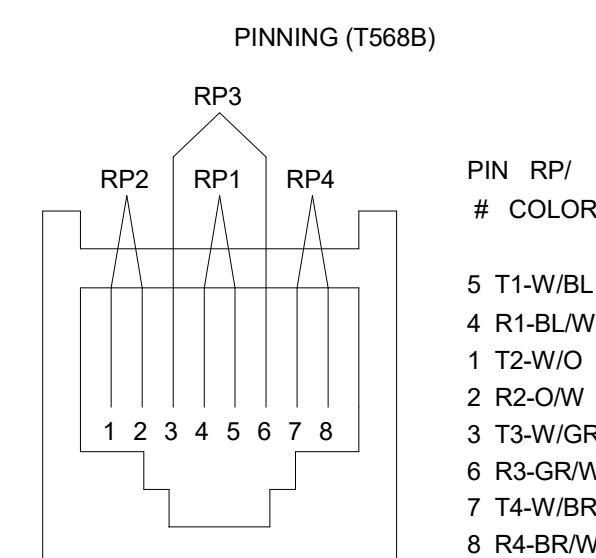 PINNING (T568B)
RP3
RP2 RP1 RP4
1 2 3 4 5 6 7 8
PIN RP/
# COLOR
5 T1-W/BL
4 R1-BL/W
1 T2-W/O
2 R2-O/W
3 T3-W/GR
6 R3-GR/W
7 T4-W/BR
8 R4-BR/W